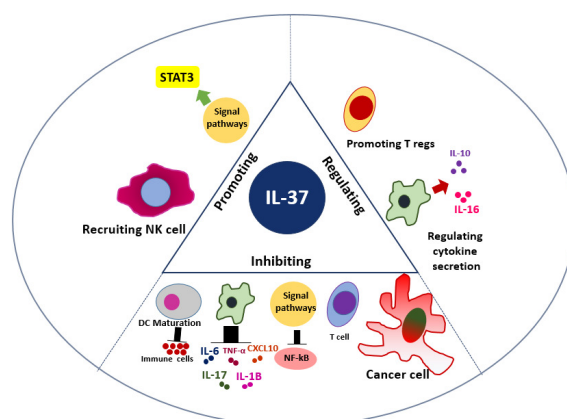 STAT3
Signal
pathways
Promoting T regs
IL-10
IL-16
Promoting
Regulating
IL-37
Recruiting NK cell
Regulating
cytokine
secretion
Inhibiting
DC Maturation
Immune cells
IL-6
TNF-α
CXCL10
IL-17
IL-1B
Signal
pathways
NF-kB
T cell
Cancer cell